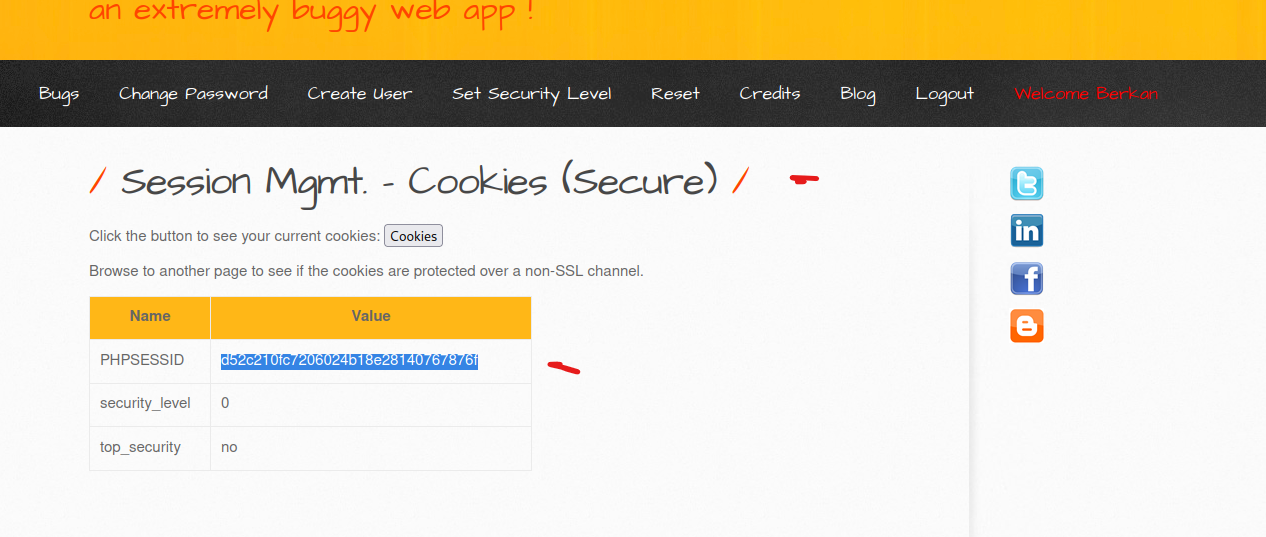 an extremely buggy web app !
Bugs Change Password Create User Set Security Level Reset Credits Blog Logout Welcome Berkan
/ Session Mgmt. - Cookies (Secure) /
Click the button to see your current cookies: Cookies
Browse to another page to see if the cookies are protected over a non-SSL channel.
Name Value
PHPSESSID d52c210fc7206024b18e28140767876f
security_level 0
top_security no